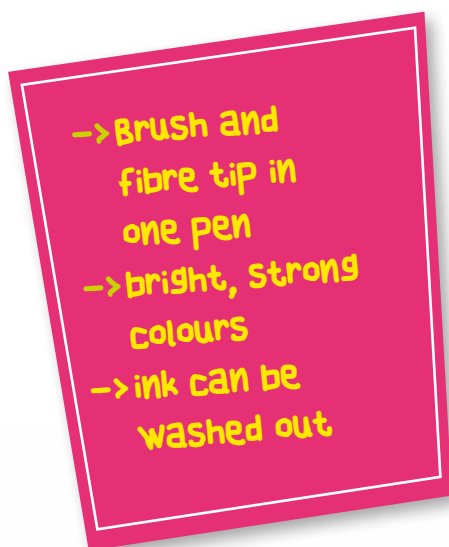 ->Brush and
fibre tip in
one pen
->bright, strong
colours
->ink can be
washed out